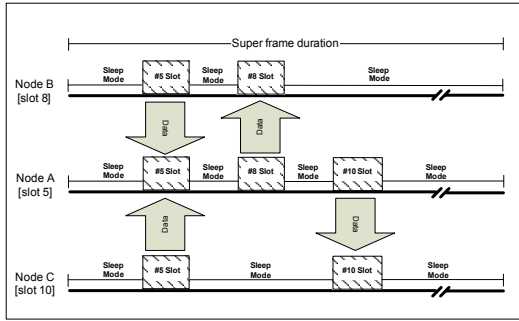 Super frame duration
Node B
[slot 8]
Sleep
Mode
#5 Slot
Sleep
Mode
#8 Slot
Sleep
Mode
Data
Data
Node A
[slot 5]
Sleep
Mode
#5 Slot
Sleep
Mode
#8 Slot
Sleep
Mode
#10 Slot
Sleep
Mode
Data
Data
Node C
[slot 10]
Sleep
Mode
#5 Slot
Sleep
Mode
#10 Slot
Sleep
Mode